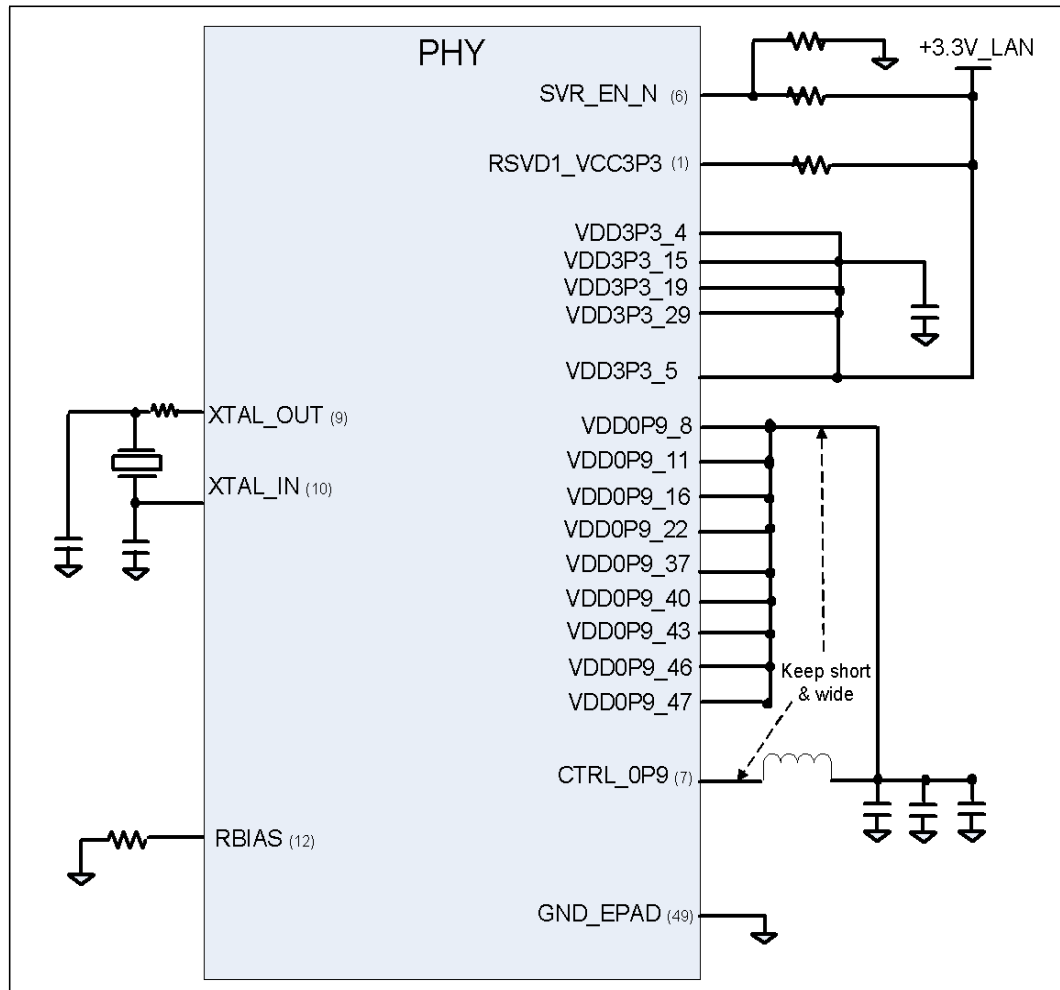 PHY
+3.3V_LAN
SVR_EN_N (6)
RSVD1_VCC3P3 (1)
VDD3P3_4
VDD3P3_15
VDD3P3_19
VDD3P3_29
VDD3P3_5
XTAL_OUT (9)
XTAL_IN (10)
VDD0P9_8
VDD0P9_11
VDD0P9_16
VDD0P9_22
VDD0P9_37
VDD0P9_40
VDD0P9_43
VDD0P9_46
VDD0P9_47
Keep short
& wide
CTRL_0P9 (7)
RBIAS (12)
GND_EPAD (49)